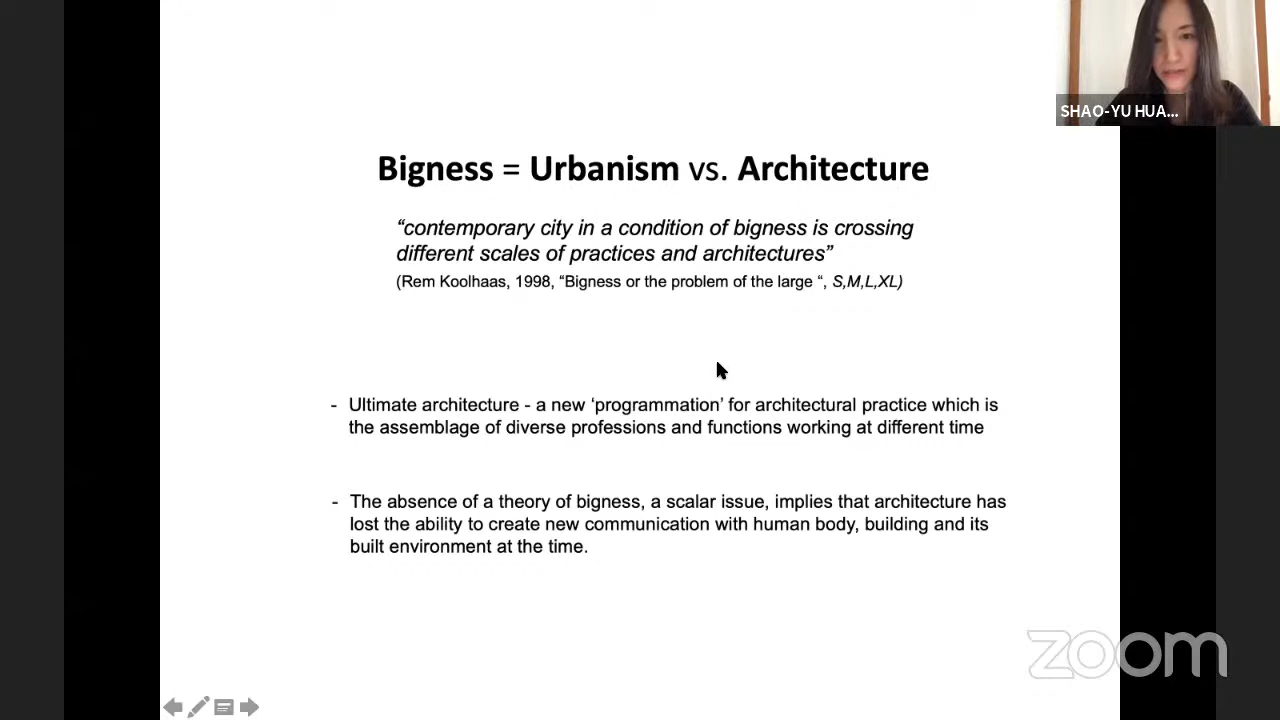 SHAO-YU HUA...
Bigness = Urbanism vs. Architecture
“contemporary city in a condition of bigness is crossing
different scales of practices and architectures”
(Rem Koolhaas, 1998, “Bigness or the problem of the large “, S,M,L,XL)
- Ultimate architecture - a new ‘programmation’ for architectural practice which is
the assemblage of diverse professions and functions working at different time
- The absence of a theory of bigness, a scalar issue, implies that architecture has
lost the ability to create new communication with human body, building and its
built environment at the time.
zoom